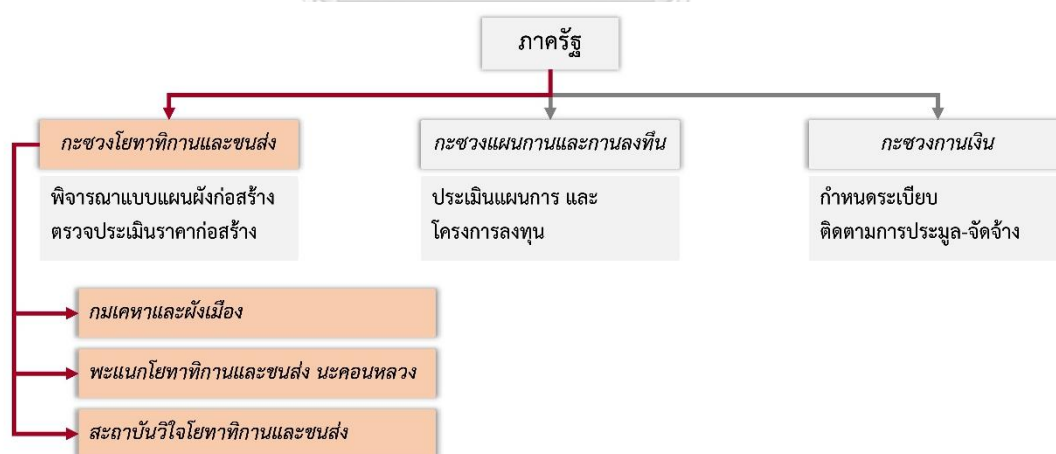 ภาครัฐ
กะซวงโยทาทิกานและขนส่ง
กะซวงแผนกานและกานลงทึน
กะซวงกานเงิน
พิจารณาแบบแผนผังก่อสร้าง
ตรวจประเมินราคาก่อสร้าง
ประเมินแผนการ และ
โครงการลงทุน
กำหนดระเบียบ
ติดตามการประมูล-จัดจ้าง
กมเคหาและผังเมือง
พะแนกโยทาทิกานและขนส่ง นะคอนหลวง
สะถาบันวิใจโยทาทิกานและขนส่ง